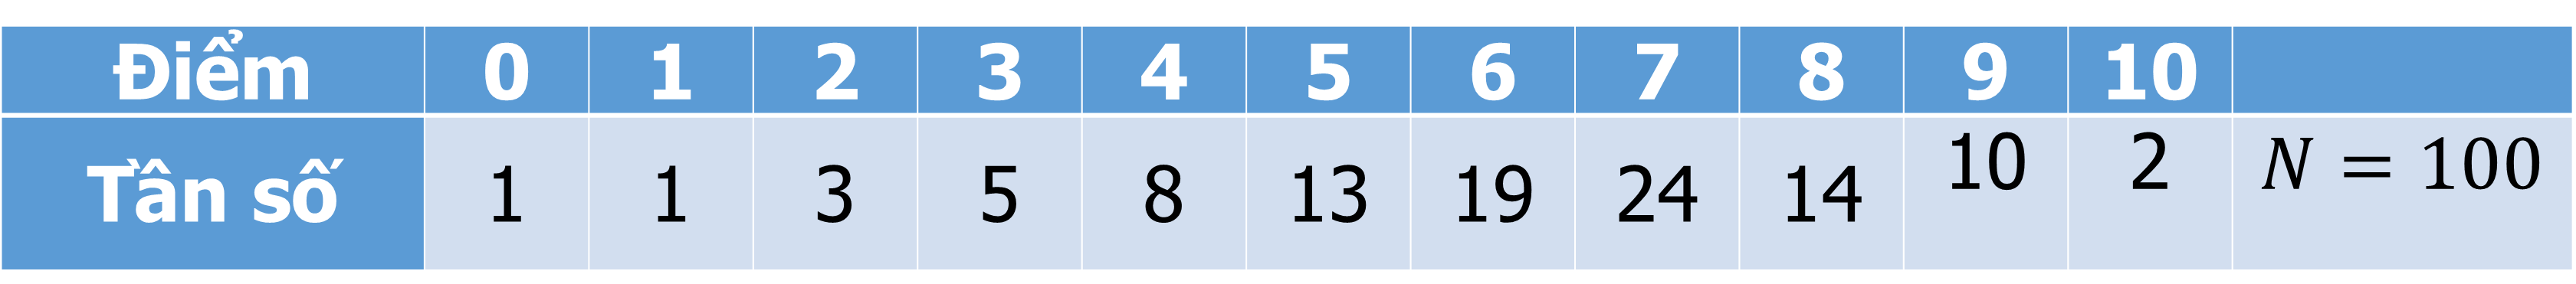 Điểm 0 1 2 3 4 5 6 7 8 9 10
Tần số 1 1 3 5 8 13 19 24 14 10 2 N = 100